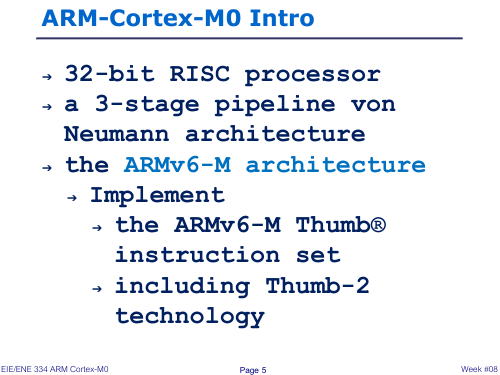 ARM-Cortex-M0 Intro
→ 32-bit RISC processor
→ a 3-stage pipeline von
Neumann architecture
→ the ARMv6-M architecture
→ Implement
→ the ARMv6-M Thumb®
instruction set
→ including Thumb-2
technology
EIE/ENE 334 ARM Cortex-M0 Page 5 Week #08